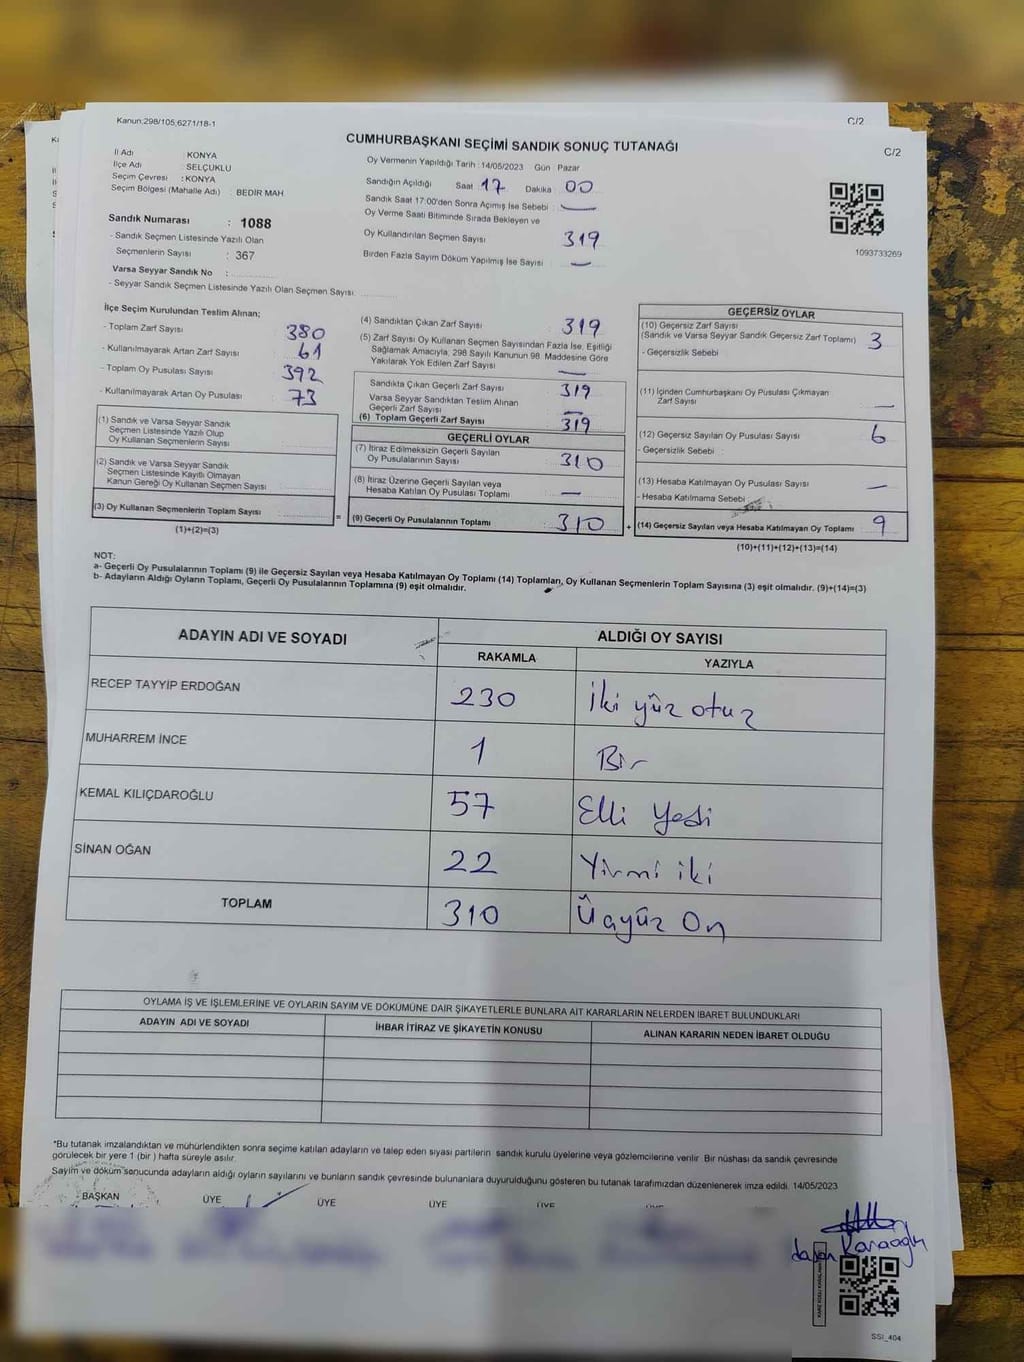 Kanun;298/105;6271/18-1
C/2
C/2
CUMHURBAŞKANI SEÇİMİ SANDIK SONUÇ TUTANAĞI
İl Adı KONYA
İlçe Adı SELÇUKLU
Seçim Çevresi : KONYA
Seçim Bölgesi (Mahalle Adı) : BEDİR MAH
Sandık Numarası : 1088
- Sandık Seçmen Listesinde Yazılı Olan
Seçmenlerin Sayısı : 367
Varsa Seyyar Sandık No :
- Seyyar Sandık Seçmen Listesinde Yazılı Olan Seçmen Sayısı:
Oy Vermenin Yapıldığı Tarih : 14/05/2023 Gün : Pazar
Sandığın Açıldığı Saat 17 Dakika 00
Sandık Saat 17:00'den Sonra Açımış İse Sebebi : —
Oy Verme Saati Bitiminde Sırada Bekleyen ve
Oy Kullandırılan Seçmen Sayısı 319
Birden Fazla Sayım Döküm Yapılmış İse Sayısı —
1093733269
İlçe Seçim Kurulundan Teslim Alınan;
- Toplam Zarf Sayısı 380
- Kullanılmayarak Artan Zarf Sayısı 61
- Toplam Oy Pusulası Sayısı 392
- Kullanılmayarak Artan Oy Pusulası 73
(1) Sandık ve Varsa Seyyar Sandık
Seçmen Listesinde Yazılı Olup
Oy Kullanan Seçmenlerin Sayısı
(2) Sandık ve Varsa Seyyar Sandık
Seçmen Listesinde Kayıtlı Olmayan
Kanun Gereği Oy Kullanan Seçmen Sayısı
(3) Oy Kullanan Seçmenlerin Toplam Sayısı
(1)+(2)=(3)
(4) Sandıktan Çıkan Zarf Sayısı 319
(5) Zarf Sayısı Oy Kullanan Seçmen Sayısından Fazla İse, Eşitliği
Sağlamak Amacıyla, 298 Sayılı Kanunun 98. Maddesine Göre
Yakılarak Yok Edilen Zarf Sayısı —
Sandıkta Çıkan Geçerli Zarf Sayısı 319
Varsa Seyyar Sandıktan Teslim Alınan
Geçerli Zarf Sayısı —
(6) Toplam Geçerli Zarf Sayısı 319
GEÇERLİ OYLAR
(7) İtiraz Edilmeksizin Geçerli Sayılan
Oy Pusulalarının Sayısı 310
(8) İtiraz Üzerine Geçerli Sayılan veya
Hesaba Katılan Oy Pusulası Toplamı —
= (9) Geçerli Oy Pusulalarının Toplamı : 310 +
GEÇERSİZ OYLAR
(10) Geçersiz Zarf Sayısı
(Sandık ve Varsa Seyyar Sandık Geçersiz Zarf Toplamı) 3
- Geçersizlik Sebebi
(11) İçinden Cumhurbaşkanı Oy Pusulası Çıkmayan
Zarf Sayısı —
(12) Geçersiz Sayılan Oy Pusulası Sayısı 6
- Geçersizlik Sebebi :
(13) Hesaba Katılmayan Oy Pusulası Sayısı —
- Hesaba Katılmama Sebebi
(14) Geçersiz Sayılan veya Hesaba Katılmayan Oy Toplamı 9
(10)+(11)+(12)+(13)=(14)
NOT:
a- Geçerli Oy Pusulalarının Toplamı (9) ile Geçersiz Sayılan veya Hesaba Katılmayan Oy Toplamı (14) Toplamları, Oy Kullanan Seçmenlerin Toplam Sayısına (3) eşit olmalıdır. (9)+(14)=(3)
b- Adayların Aldığı Oyların Toplamı, Geçerli Oy Pusulalarının Toplamına (9) eşit olmalıdır.
ADAYIN ADI VE SOYADI
ALDIĞI OY SAYISI
RAKAMLA YAZIYLA
RECEP TAYYİP ERDOĞAN 230 İki yüz otuz
MUHARREM İNCE 1 Bir
KEMAL KILIÇDAROĞLU 57 Elli Yedi
SİNAN OĞAN 22 Yirmi iki
TOPLAM 310 Üçyüz On
OYLAMA İŞ VE İŞLEMLERİNE VE OYLARIN SAYIM VE DÖKÜMÜNE DAİR ŞİKAYETLERLE BUNLARA AİT KARARLARIN NELERDEN İBARET BULUNDUKLARI
ADAYIN ADI VE SOYADI İHBAR İTİRAZ VE ŞİKAYETİN KONUSU ALINAN KARARIN NEDEN İBARET OLDUĞU
*Bu tutanak imzalandıktan ve mühürlendikten sonra seçime katılan adayların ve talep eden siyasi partilerin sandık kurulu üyelerine veya gözlemcilerine verilir. Bir nüshası da sandık çevresinde
görülecek bir yere 1 (bir ) hafta süreyle asılır.
Sayım ve döküm sonucunda adayların aldığı oyların sayılarını ve bunların sandık çevresinde bulunanlara duyurulduğunu gösteren bu tutanak tarafımızdan düzenlenerek imza edildi. 14/05/2023
BAŞKAN ÜYE ÜYE ÜYE ÜYE
Karaoglu
SSI_404